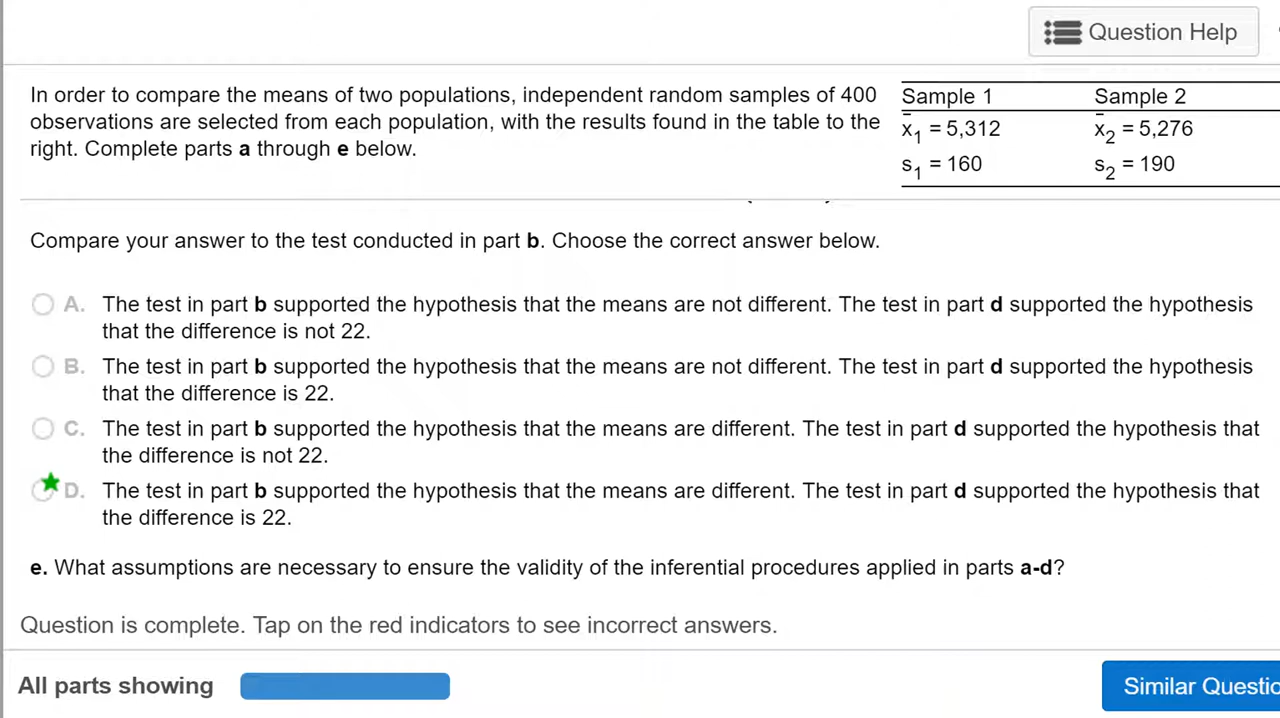 Question Help
In order to compare the means of two populations, independent random samples of 400
observations are selected from each population, with the results found in the table to the
right. Complete parts a through e below.
Sample 1 Sample 2
x̄₁ = 5,312 x̄₂ = 5,276
s₁ = 160 s₂ = 190
Compare your answer to the test conducted in part b. Choose the correct answer below.
A. The test in part b supported the hypothesis that the means are not different. The test in part d supported the hypothesis
that the difference is not 22.
B. The test in part b supported the hypothesis that the means are not different. The test in part d supported the hypothesis
that the difference is 22.
C. The test in part b supported the hypothesis that the means are different. The test in part d supported the hypothesis that
the difference is not 22.
D. The test in part b supported the hypothesis that the means are different. The test in part d supported the hypothesis that
the difference is 22.
e. What assumptions are necessary to ensure the validity of the inferential procedures applied in parts a-d?
Question is complete. Tap on the red indicators to see incorrect answers.
All parts showing
Similar Questio